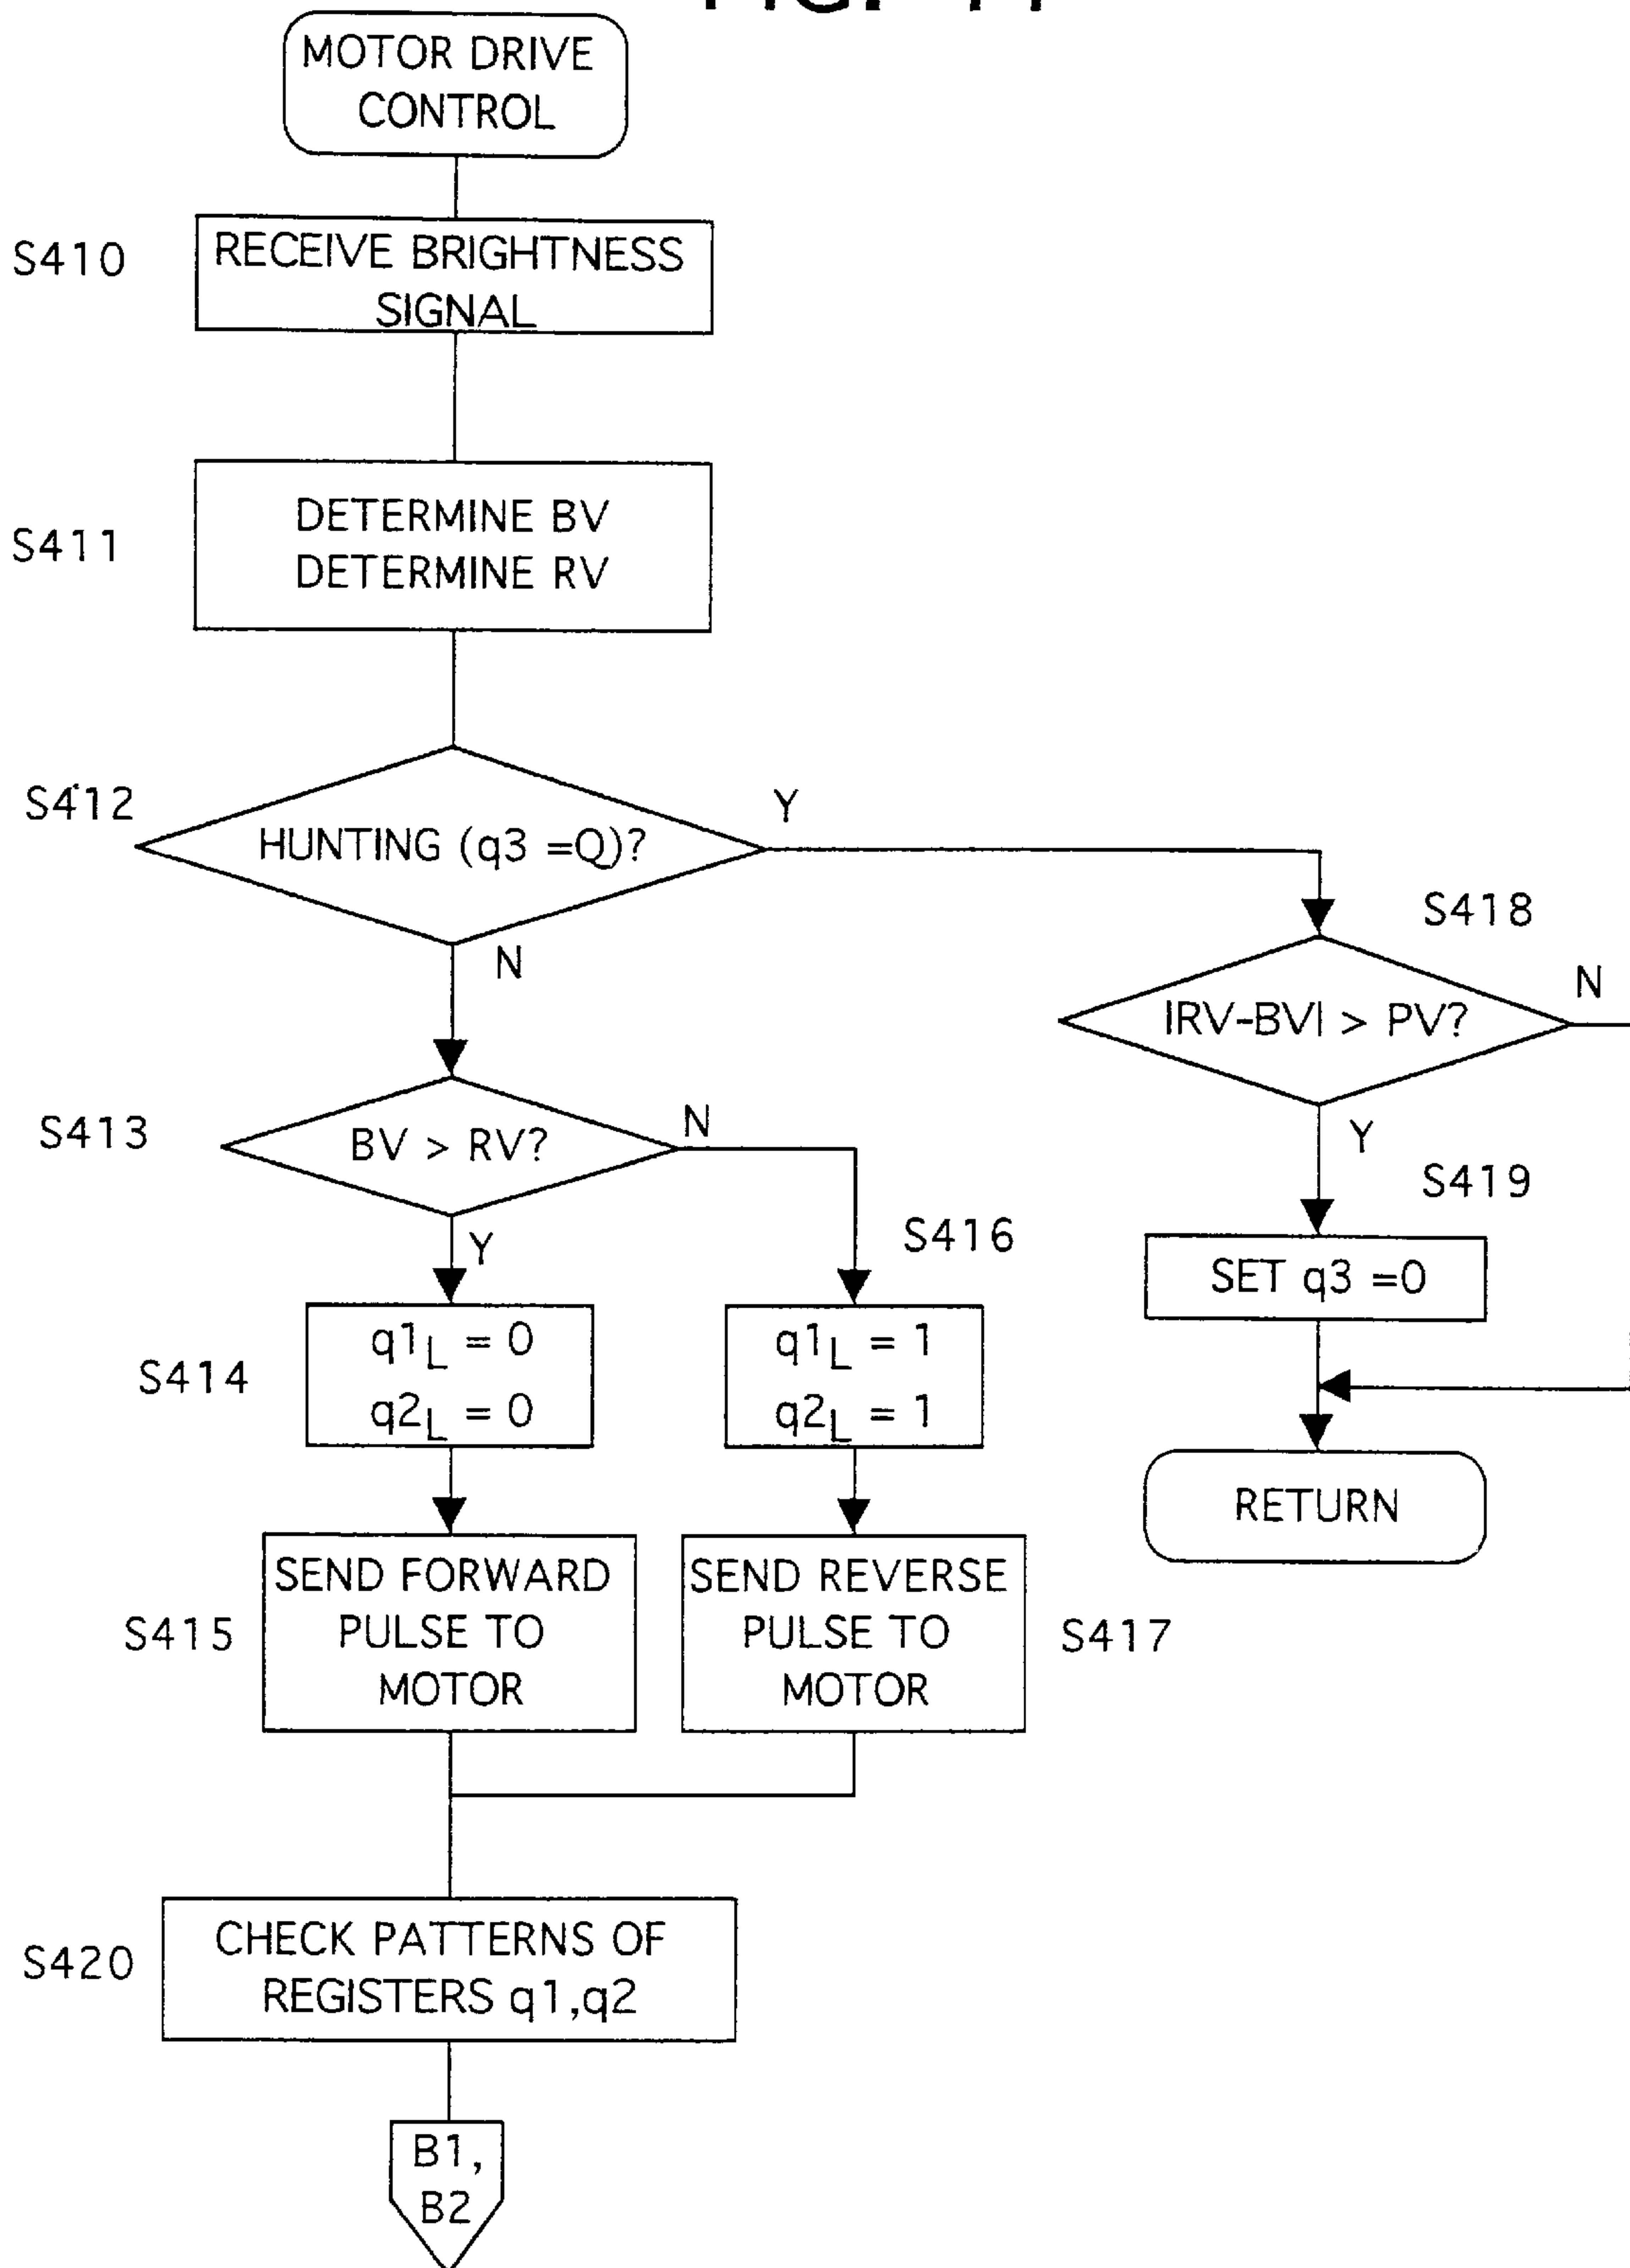 MOTOR DRIVE
CONTROL
S410
RECEIVE BRIGHTNESS
SIGNAL
S411
DETERMINE BV
DETERMINE RV
S412
HUNTING (q3 =Q)?
Y
N
S418
|RV-BV| > PV?
N
Y
S413
BV > RV?
N
Y
S419
SET q3 =0
S416
S414
q1L = 0
q2L = 0
q1L = 1
q2L = 1
RETURN
S415
SEND FORWARD
PULSE TO
MOTOR
SEND REVERSE
PULSE TO
MOTOR
S417
S420
CHECK PATTERNS OF
REGISTERS q1,q2
B1,
B2